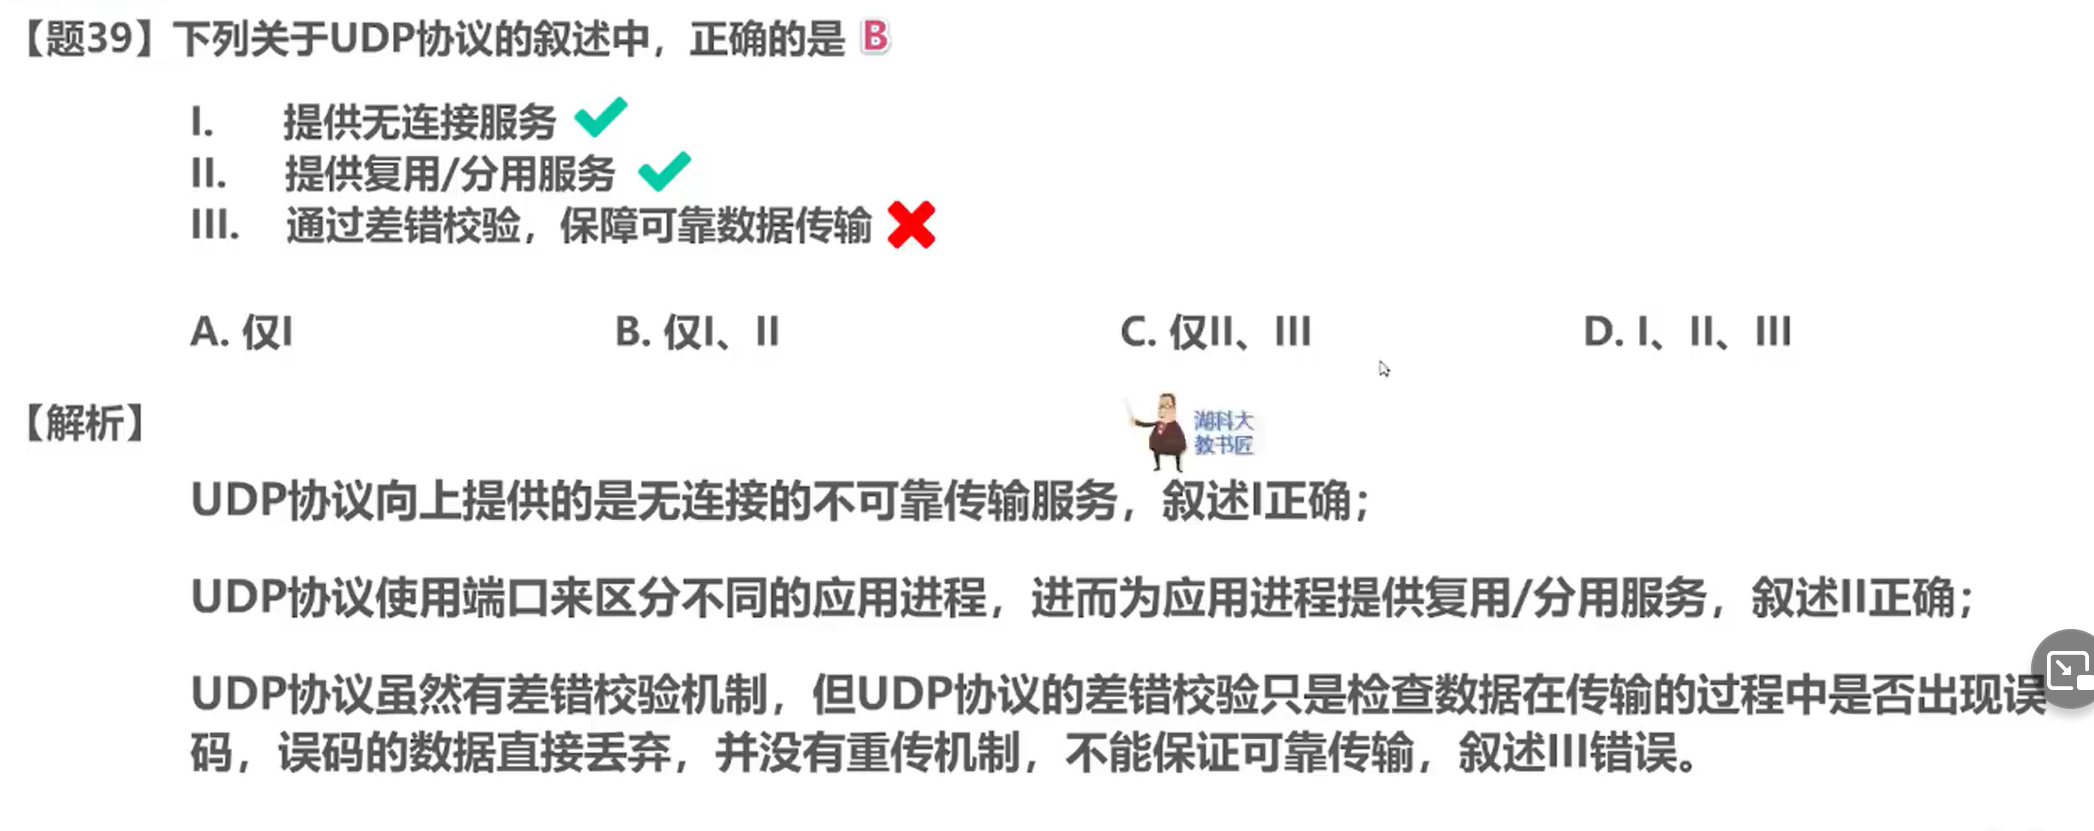 【题39】下列关于UDP协议的叙述中，正确的是 B
I. 提供无连接服务
II. 提供复用/分用服务
III. 通过差错校验，保障可靠数据传输
A. 仅I B. 仅I、II C. 仅II、III D. I、II、III
【解析】
湖科大
教书匠
UDP协议向上提供的是无连接的不可靠传输服务，叙述I正确；
UDP协议使用端口来区分不同的应用进程，进而为应用进程提供复用/分用服务，叙述II正确；
UDP协议虽然有差错校验机制，但UDP协议的差错校验只是检查数据在传输的过程中是否出现误
码，误码的数据直接丢弃，并没有重传机制，不能保证可靠传输，叙述III错误。